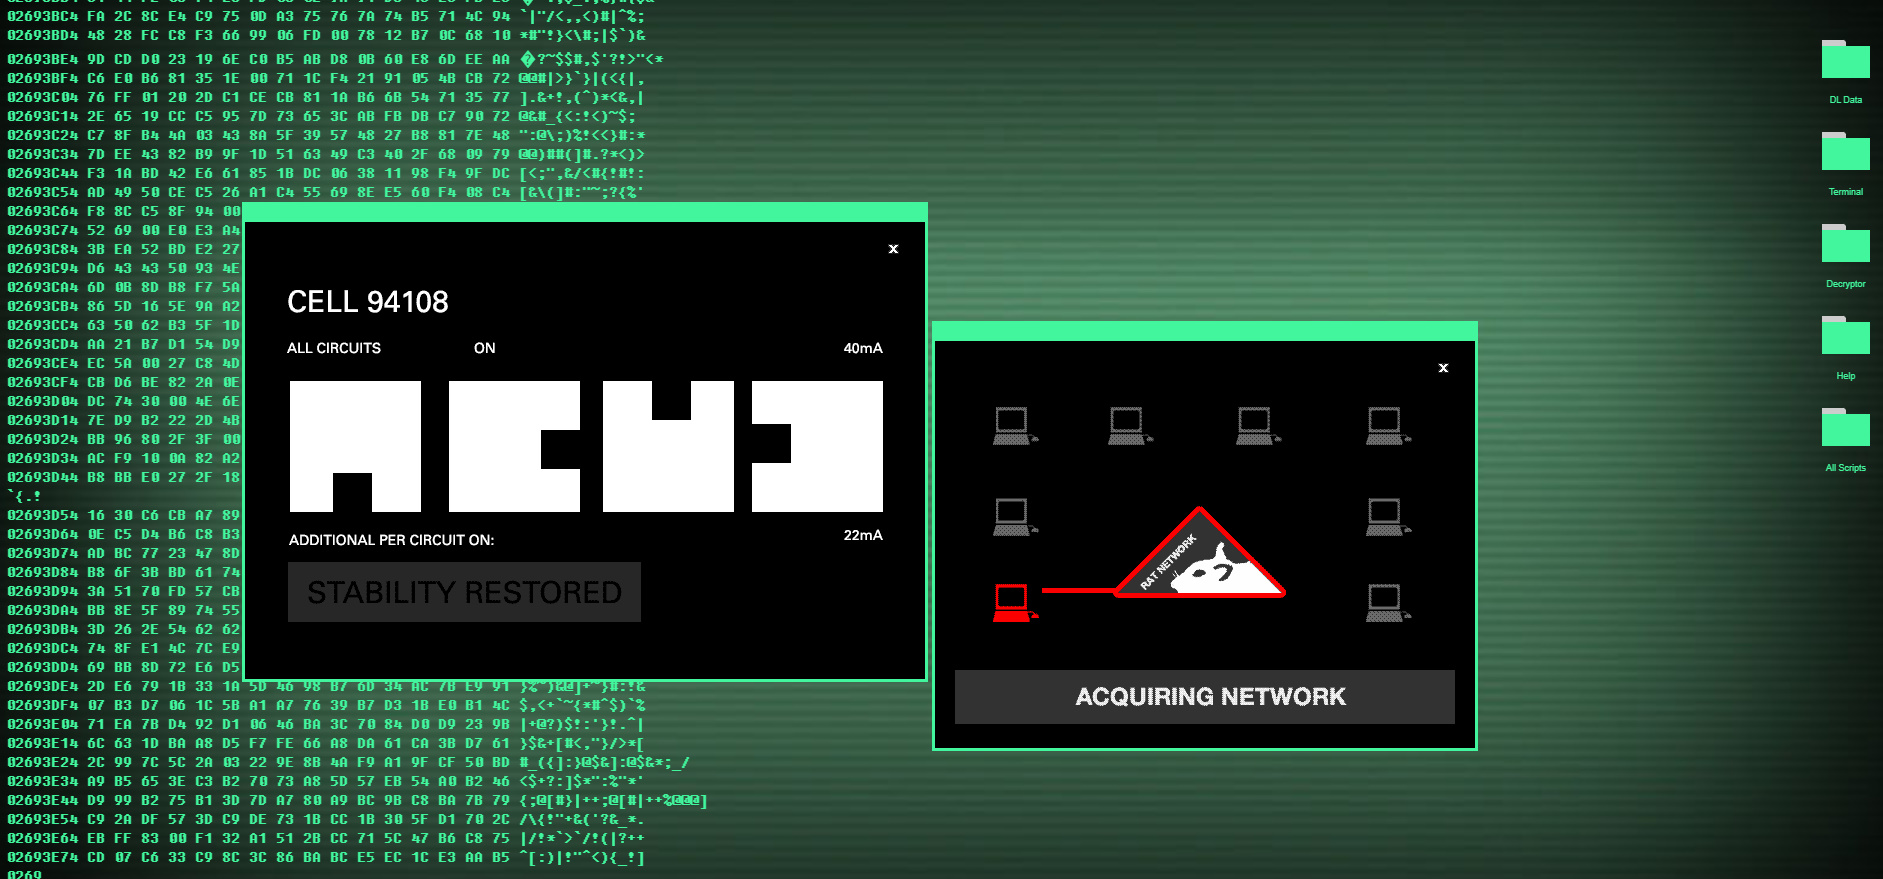 02693BC4 FA 2C 8C E4 C9 75 0D A3 75 76 7A 74 B5 71 4C 94 `|"/<,,<)#|^%;
02693BD4 48 28 FC C8 F3 66 99 06 FD 00 78 12 B7 0C 68 10 *#"!}<\#;|$`)&
02693BE4 9D CD D0 23 19 6E C0 B5 AB D8 0B 60 E8 6D EE AA �?~$$#,$'?!>"<*
02693BF4 C6 E0 B6 81 35 1E 00 71 1C F4 21 91 05 4B CB 72 @@#|>}`}|(<{|,
02693C04 76 FF 01 20 2D C1 CE CB 81 1A B6 6B 54 71 35 77 ].&+!,(^)*<&,|
02693C14 2E 65 19 CC C5 95 7D 73 65 3C AB FB DB C7 90 72 @&#_{<:!<)~$;
02693C24 C7 8F B4 4A 03 43 8A 5F 39 57 48 27 B8 81 7E 48 ":@\;)%!<<}#:*
02693C34 7D EE 43 82 B9 9F 1D 51 63 49 C3 40 2F 68 09 79 @@)##(]#.?*<)>
02693C44 F3 1A BD 42 E6 61 85 1B DC 06 38 11 98 F4 9F DC [<;",&/<#{!#!:
02693C54 AD 49 50 CE C5 26 A1 C4 55 69 8E E5 60 F4 08 C4 [&\(]#:"~;?{%'
02693C64 F8 8C C5 8F 94 00
02693C74 52 69 00 E0 E3 A4
02693C84 3B EA 52 BD E2 27
02693C94 D6 43 43 50 93 4E
02693CA4 6D 0B 8D B8 F7 5A
02693CB4 86 5D 16 5E 9A A2
02693CC4 63 50 62 B3 5F 1D
02693CD4 AA 21 B7 D1 54 D9
02693CE4 EC 5A 00 27 C8 4D
02693CF4 CB D6 BE 82 2A 0E
02693D04 DC 74 30 00 4E 6E
02693D14 7E D9 B2 22 2D 4B
02693D24 BB 96 80 2F 3F 00
02693D34 AC F9 10 0A 82 A2
02693D44 B8 BB E0 27 2F 18
`{.!
02693D54 16 30 C6 CB A7 89
02693D64 0E C5 D4 B6 C8 B3
02693D74 AD BC 77 23 47 8D
02693D84 B8 6F 3B BD 61 74
02693D94 3A 51 70 FD 57 CB
02693DA4 BB 8E 5F 89 74 55
02693DB4 3D 26 2E 54 62 62
02693DC4 74 8F E1 4C 7C E9
02693DD4 69 BB 8D 72 E6 D5
02693DE4 2D E6 79 1B 33 1A 5D 46 98 B7 6D 34 AC 7B E9 91 }%~)&@]+~}#:!&
02693DF4 07 B3 D7 06 1C 5B A1 A7 76 39 B7 D3 1B E0 B1 4C $,<+`~{*#^$)`%
02693E04 71 EA 7B D4 92 D1 06 46 BA 3C 70 84 D0 D9 23 9B |+@?)$!:'}!.^|
02693E14 6C 63 1D BA A8 D5 F7 FE 66 A8 DA 61 CA 3B D7 61 }$&+[#<,"}/>*[
02693E24 2C 99 7C 5C 2A 03 22 9E 8B 4A F9 A1 9F CF 50 BD #_({]:}@$&]:@$&*;_/
02693E34 A9 B5 65 3E C3 B2 70 73 A8 5D 57 EB 54 A0 B2 46 <$+?:]$*":%"*'
02693E44 D9 99 B2 75 B1 3D 7D A7 80 A9 BC 9B C8 BA 7B 79 {;@[#}|++;@[#|++%@@@]
02693E54 C9 2A DF 57 3D C9 DE 73 1B CC 1B 30 5F D1 70 2C /\{!"+&('?&_*.
02693E64 EB FF 83 00 F1 32 A1 51 2B CC 71 5C 47 B6 C8 75 |/!*`>`/!(|?++
02693E74 CD 07 C6 33 C9 8C 3C 86 BA BC E5 EC 1C E3 AA B5 ^[:)|!"^<){_!]
0269
x
CELL 94108
ALL CIRCUITS ON 40mA
ADDITIONAL PER CIRCUIT ON: 22mA
STABILITY RESTORED
x
RAT NETWORK
ACQUIRING NETWORK
DL Data
Terminal
Decryptor
Help
All Scripts